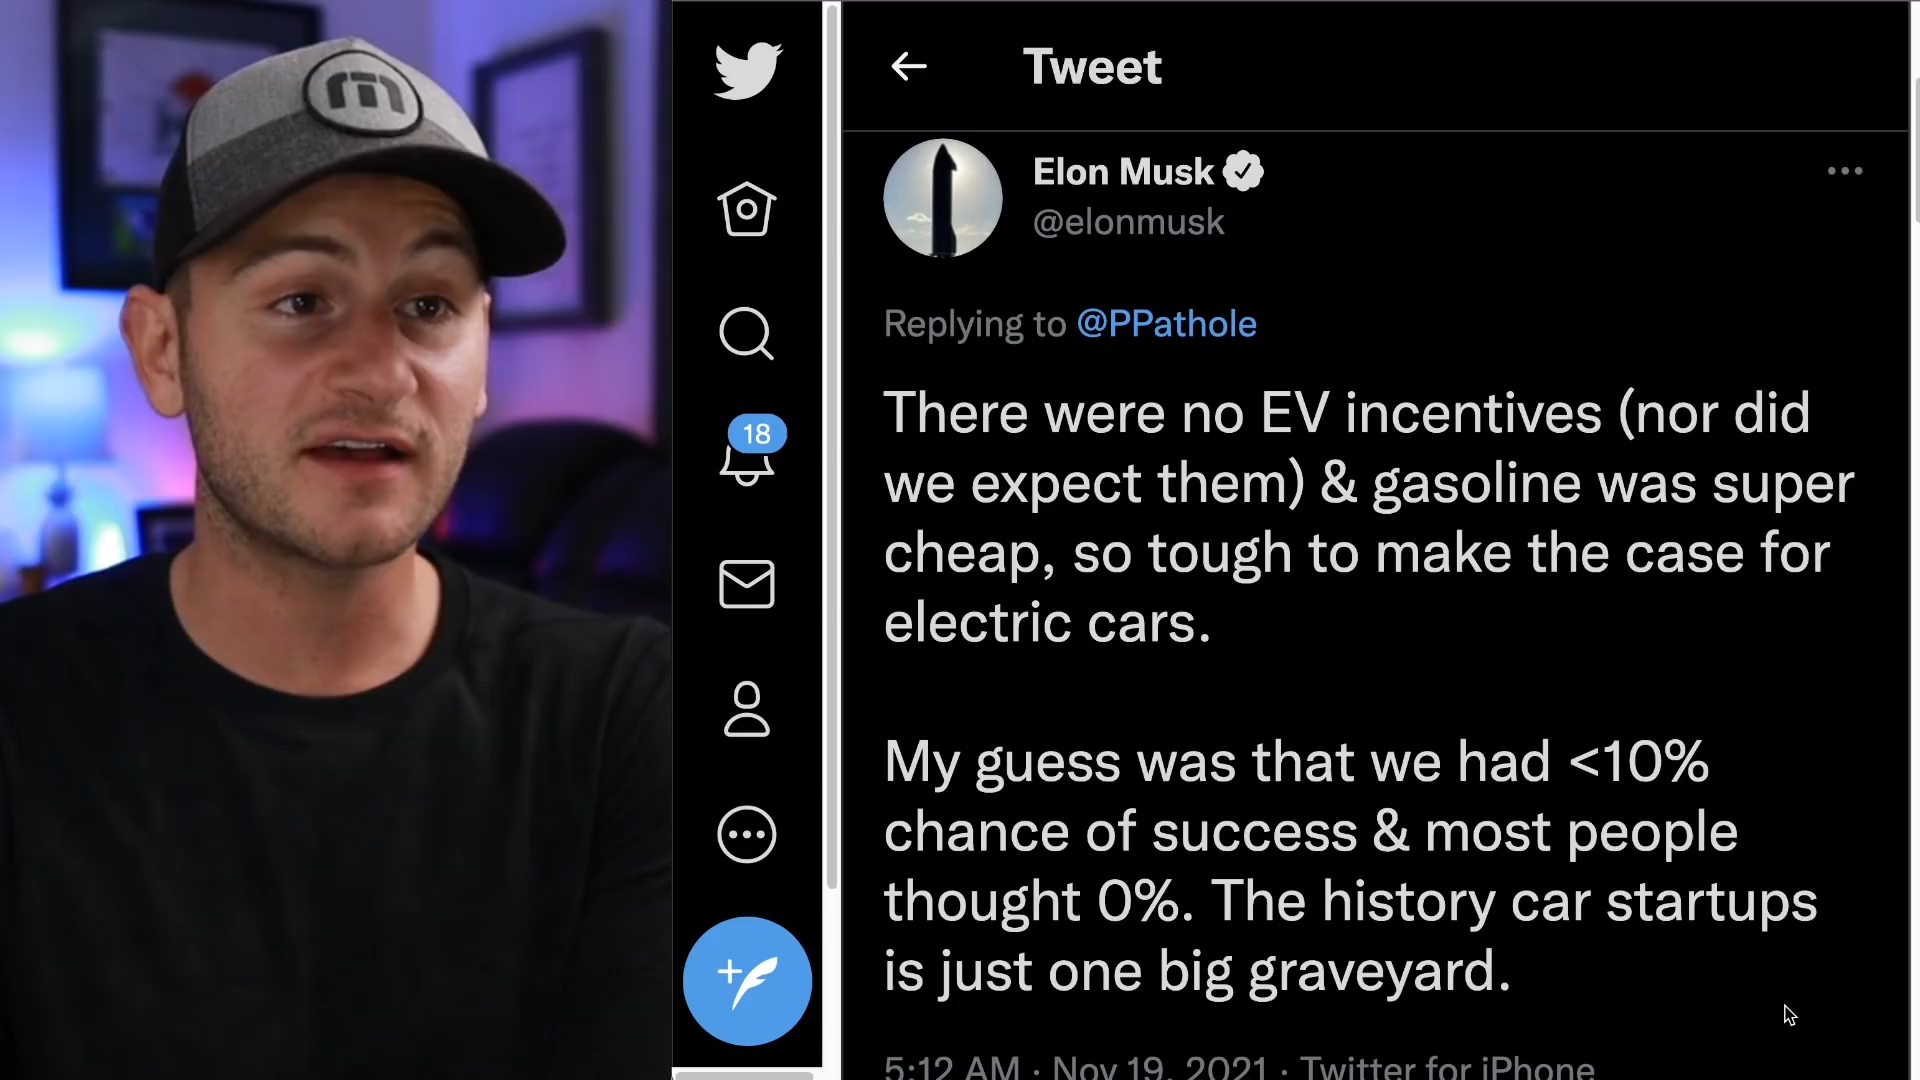 Tweet
Elon Musk
@elonmusk
Replying to @PPathole
18
There were no EV incentives (nor did
we expect them) & gasoline was super
cheap, so tough to make the case for
electric cars.
My guess was that we had <10%
chance of success & most people
thought 0%. The history car startups
is just one big graveyard.
5:12 AM · Nov 19, 2021 · Twitter for iPhone